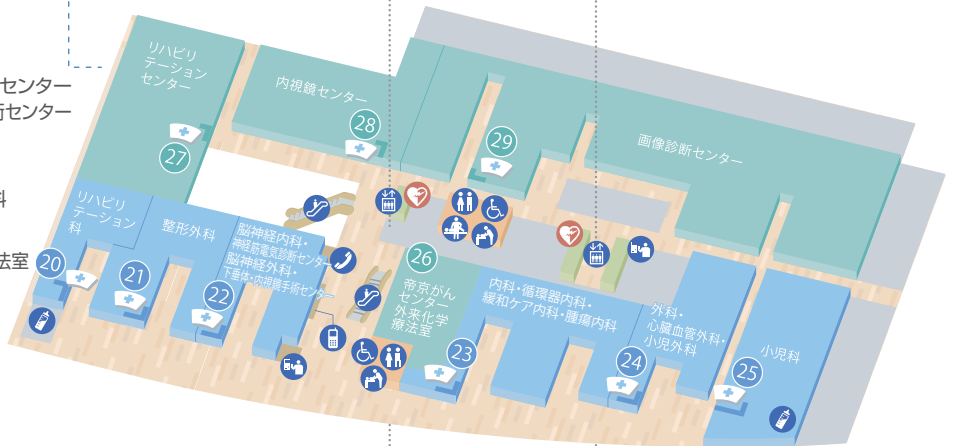 センター
術センター
科
法室
リハビリ
テーション
センター
27
内視鏡センター
28
29
画像診断センター
リハビリ
テーション
科
20
整形外科
21
22
脳神経内科・
神経筋電気診断センター
脳神経外科・
下垂体・内視鏡手術センター
26
帝京がん
センター
外来化学
療法室
23
内科・循環器内科・
緩和ケア内科・腫瘍内科
24
外科・
心臓血管外科・
小児外科
25
小児科